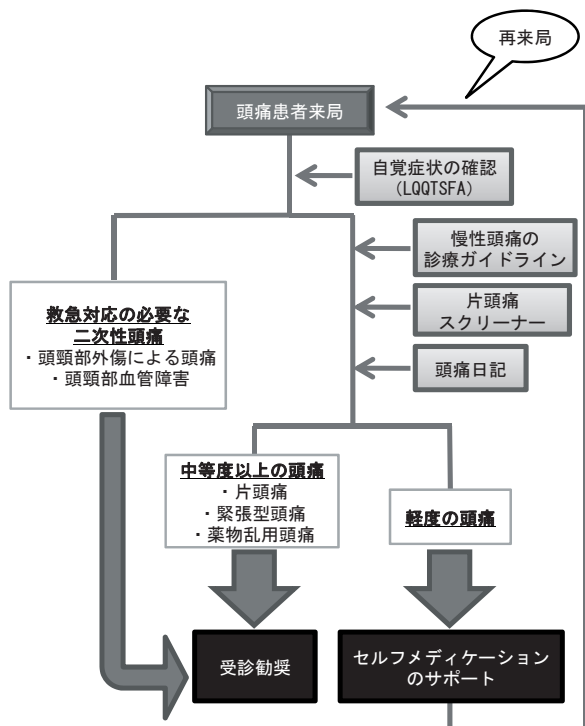 再来局
頭痛患者来局
自覚症状の確認
(LQQTSFA)
慢性頭痛の
診療ガイドライン
片頭痛
スクリーナー
頭痛日記
救急対応の必要な
二次性頭痛
・頭頸部外傷による頭痛
・頭頸部血管障害
中等度以上の頭痛
・片頭痛
・緊張型頭痛
・薬物乱用頭痛
軽度の頭痛
受診勧奨
セルフメディケーション
のサポート